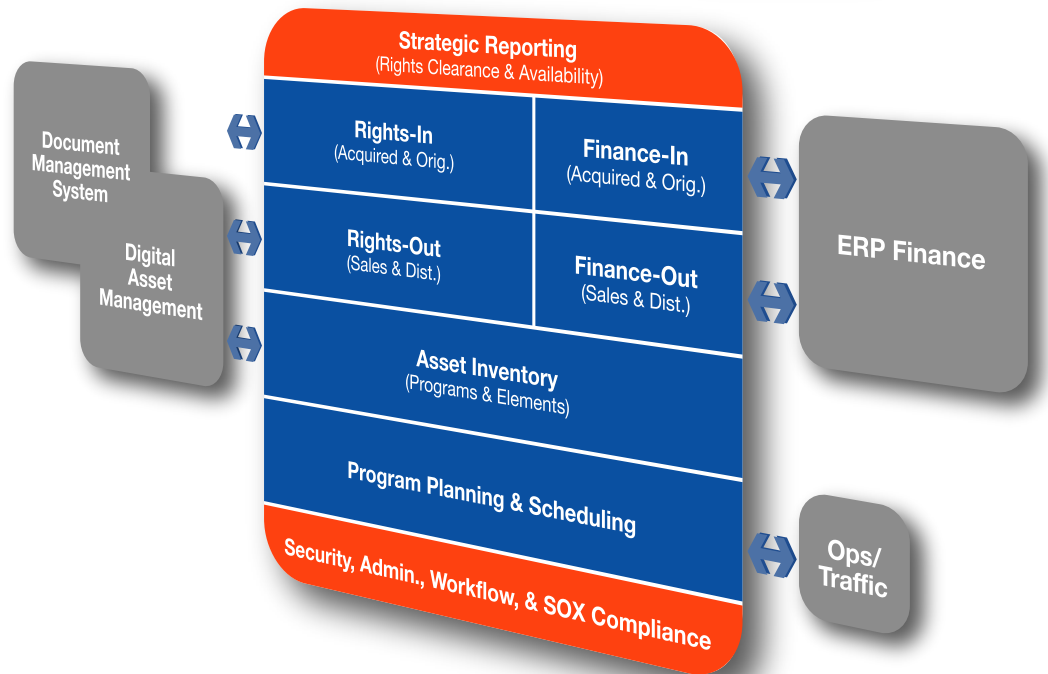 Strategic Reporting
(Rights Clearance & Availability)
Document
Management
System
Digital
Asset
Management
Rights-In
(Acquired & Orig.)
Finance-In
(Acquired & Orig.)
Rights-Out
(Sales & Dist.)
Finance-Out
(Sales & Dist.)
Asset Inventory
(Programs & Elements)
Program Planning & Scheduling
Security, Admin., Workflow, & SOX Compliance
ERP Finance
Ops/
Traffic